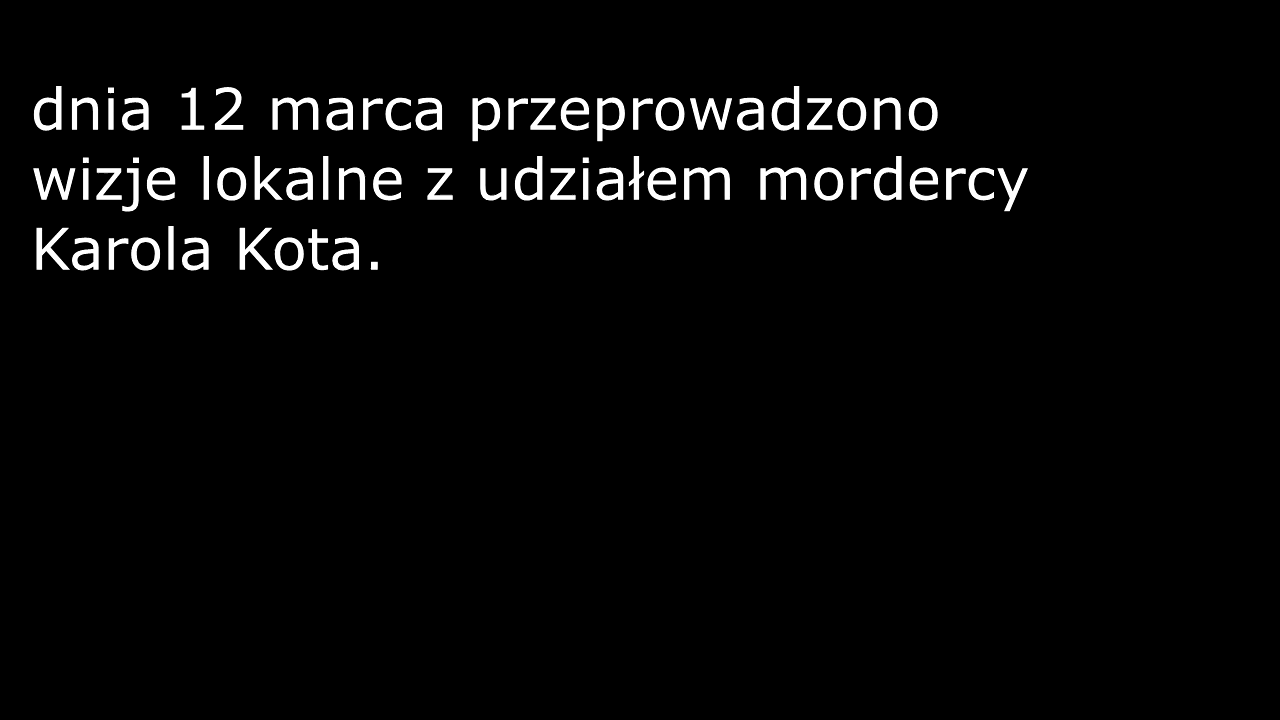 dnia 12 marca przeprowadzono
wizje lokalne z udziałem mordercy
Karola Kota.